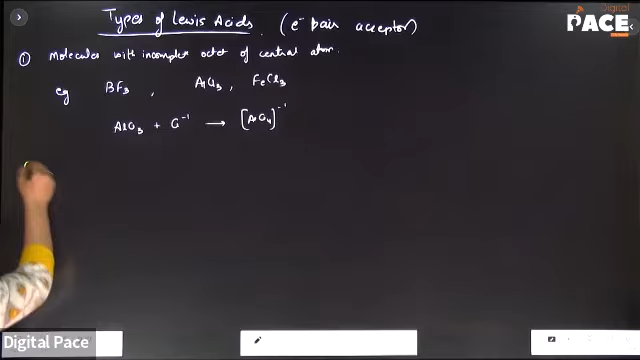 Types of Lewis Acids. (e⁻ pair acceptor)
① Molecules with incomplete octet of central atom.
eg BF₃, AlCl₃, FeCl₃
AlCl₃ + Cl⁻¹ → [AlCl₄]⁻¹
Digital
PACE
Digital Pace